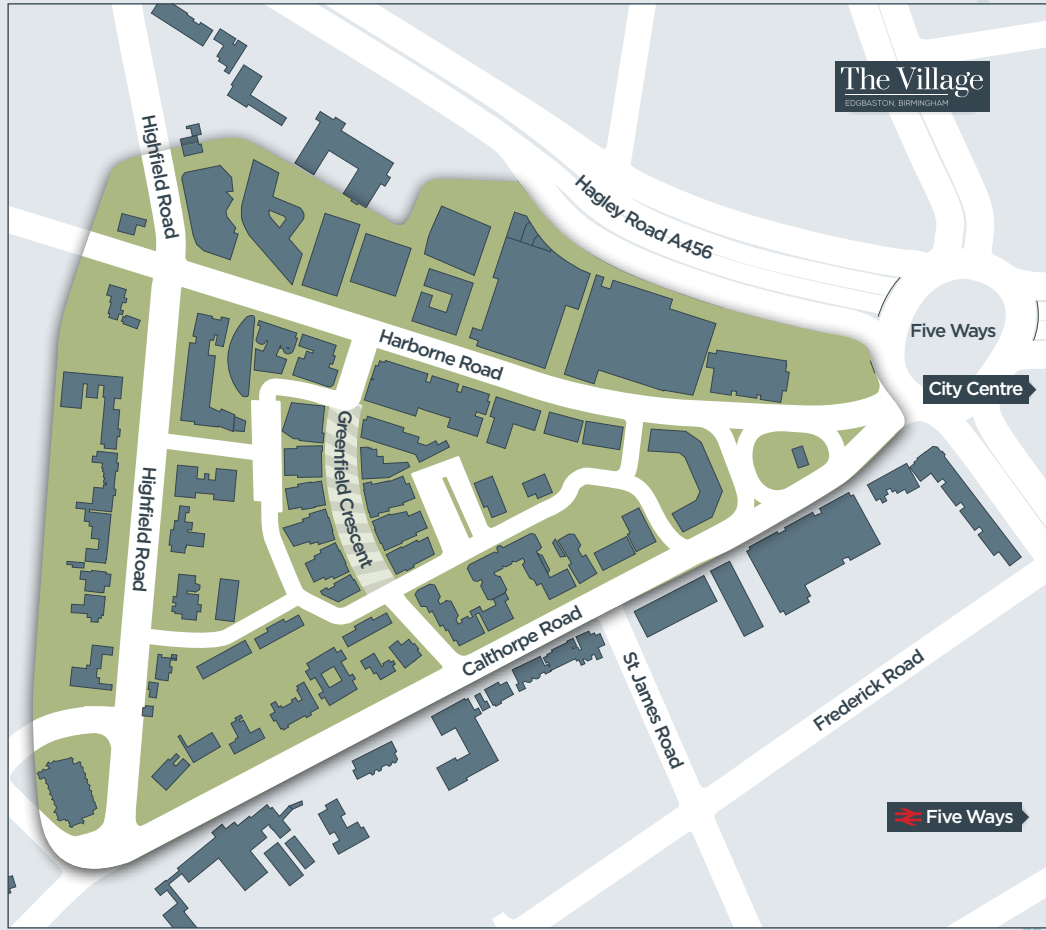 The Village
EDGBASTON, BIRMINGHAM
Highfield Road
Hagley Road A456
Five Ways
Harborne Road
City Centre
Greenfield Crescent
Highfield Road
Calthorpe Road
St James Road
Frederick Road
Five Ways